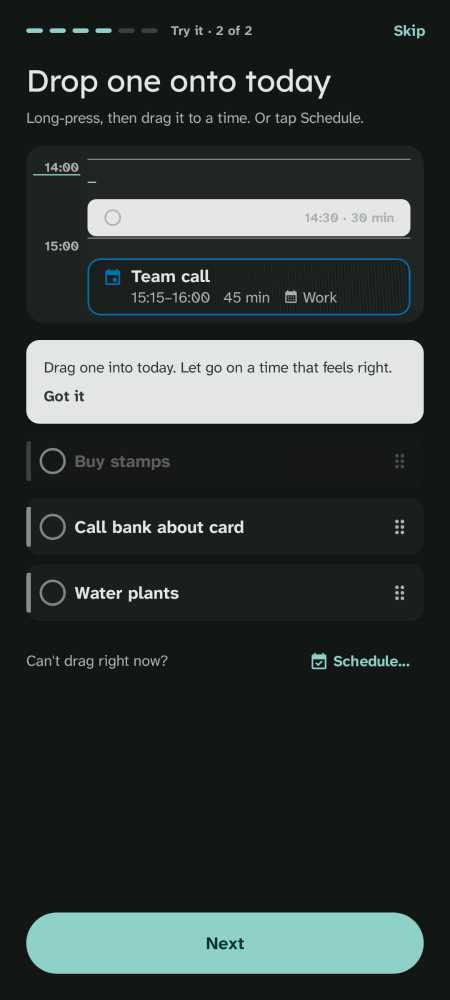 Try it · 2 of 2
Skip
Drop one onto today
Long-press, then drag it to a time. Or tap Schedule.
14:00
14:30 · 30 min
15:00
Team call
15:15–16:00 45 min Work
Drag one into today. Let go on a time that feels right.
Got it
Buy stamps
Call bank about card
Water plants
Can't drag right now?
Schedule...
Next